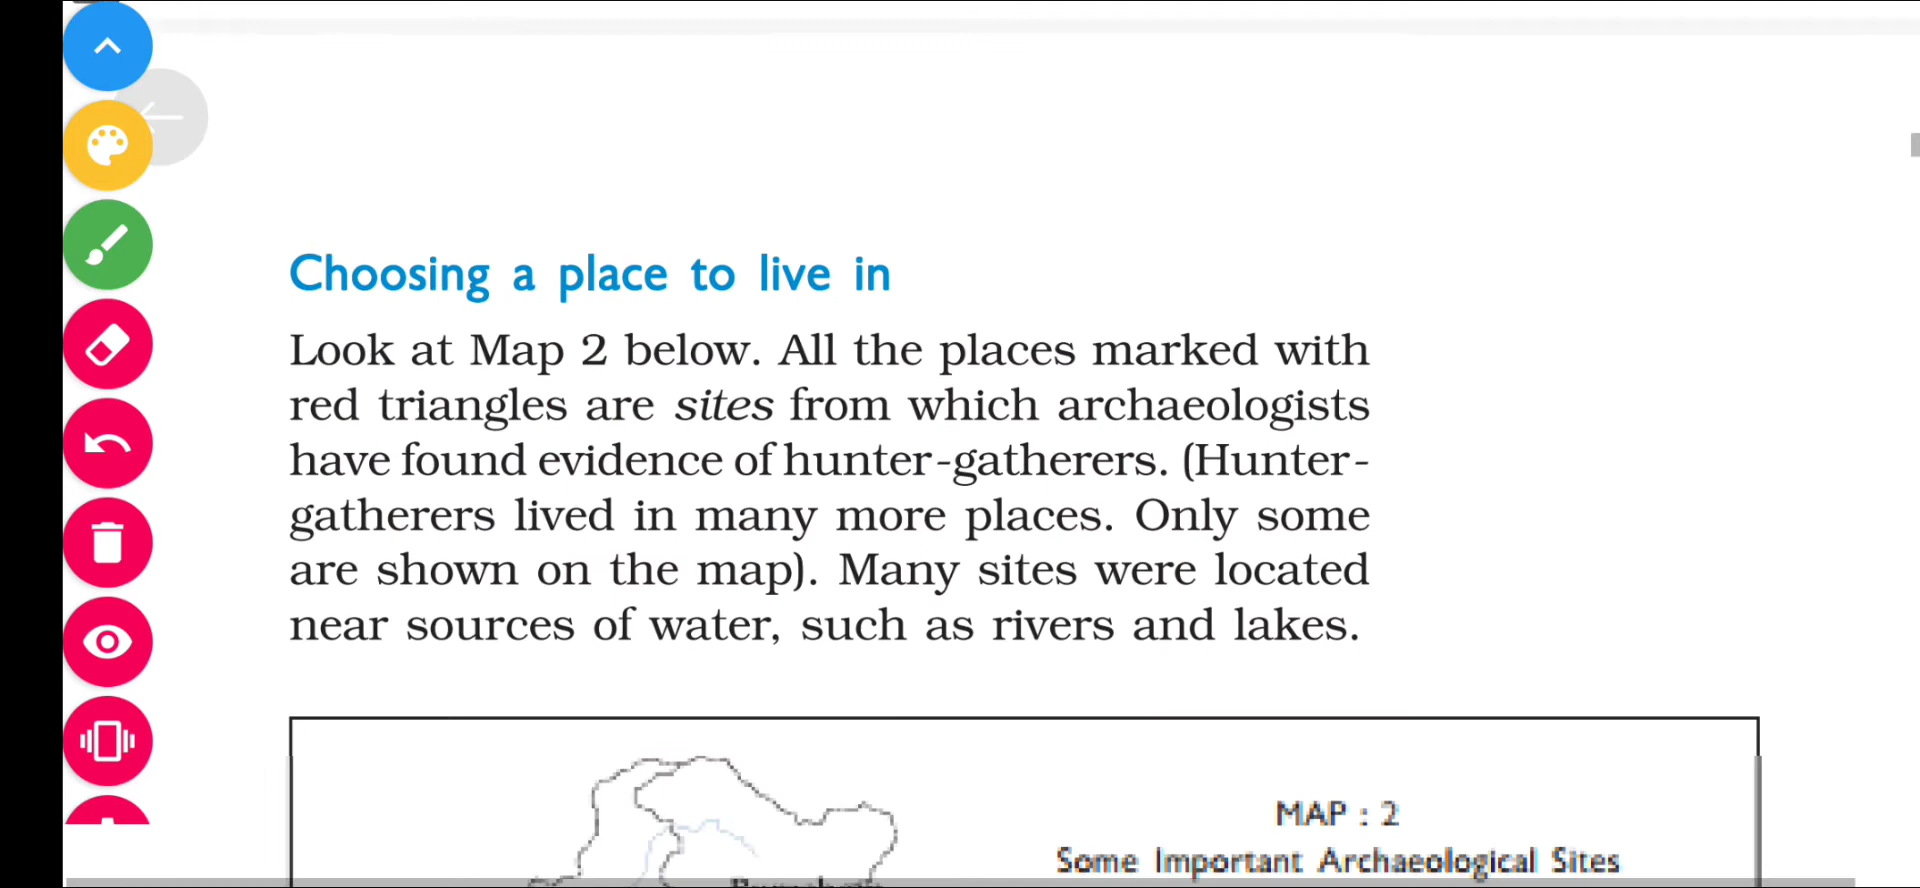 Choosing a place to live in
Look at Map 2 below. All the places marked with
red triangles are sites from which archaeologists
have found evidence of hunter-gatherers. (Hunter-
gatherers lived in many more places. Only some
are shown on the map). Many sites were located
near sources of water, such as rivers and lakes.
MAP : 2
Some Important Archaeological Sites